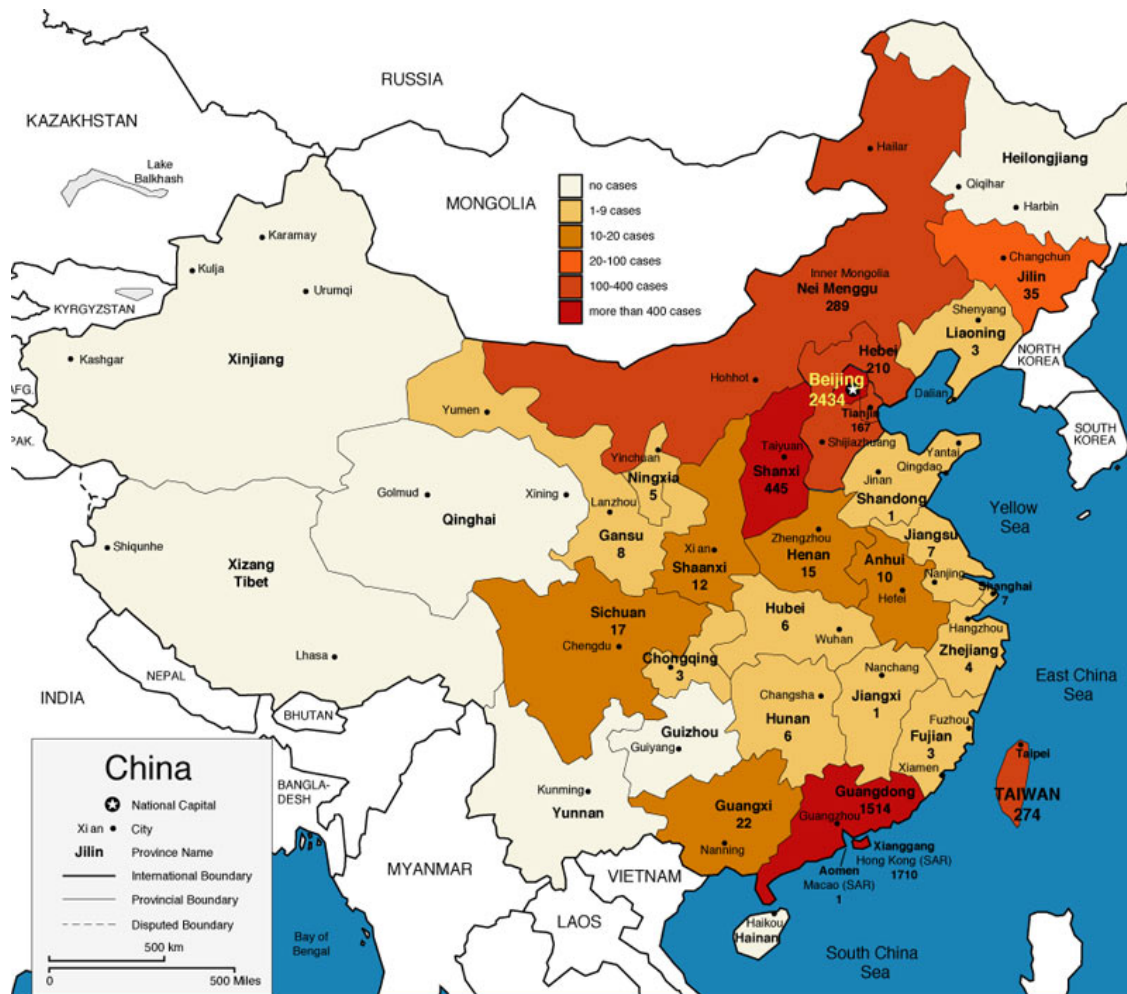 RUSSIA
KAZAKHSTAN
Lake
Balkhash
MONGOLIA
no cases
1-9 cases
10-20 cases
20-100 cases
100-400 cases
more than 400 cases
Hailar
Heilongjiang
Qiqihar
Harbin
Karamay
Kulja
Urumqi
KYRGYZSTAN
Kashgar
Xinjiang
AFG.
PAK.
Changchun
Jilin
35
Inner Mongolia
Nei Menggu
289
Shenyang
Liaoning
3
NORTH
KOREA
SOUTH
KOREA
Hebei
210
Beijing
2434
Hohhot
Dalian
Tianjia
167
Shijiazhuang
Yumen
Taiyuan
Shanxi
445
Yinchuan
Ningxia
5
Yantai
Qingdao
Jinan
Shandong
1
Golmud
Xining
Qinghai
Lanzhou
Gansu
8
Yellow
Sea
Shiqunhe
Xizang
Tibet
Xi an
Shaanxi
12
Zhengzhou
Henan
15
Anhui
10
Hefei
Jiangsu
7
Nanjing
Shanghai
7
Sichuan
17
Chengdu
Hubei
6
Wuhan
Hangzhou
Zhejiang
4
Chongqing
3
Lhasa
NEPAL
INDIA
BHUTAN
East China
Sea
Nanchang
Jiangxi
1
Changsha
Hunan
6
Fuzhou
Fujian
3
Xiamen
Guizhou
Guiyang
Taipei
TAIWAN
274
Kunming
Yunnan
Guangxi
22
Nanning
Guangdong
1514
Guangzhou
Xianggang
Hong Kong (SAR)
1710
Aomen
Macao (SAR)
1
BANGLA-
DESH
MYANMAR
VIETNAM
LAOS
Haikou
Hainan
Bay of
Bengal
South China
Sea
China
National Capital
Xi an
City
Jilin
Province Name
International Boundary
Provincial Boundary
Disputed Boundary
500 km
0
500 Miles